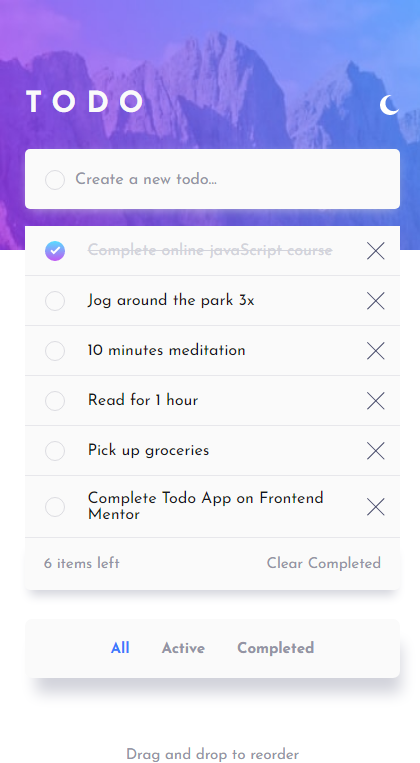 TODO
Create a new todo...
Complete online javaScript course
Jog around the park 3x
10 minutes meditation
Read for 1 hour
Pick up groceries
Complete Todo App on Frontend
Mentor
6 items left Clear Completed
All Active Completed
Drag and drop to reorder